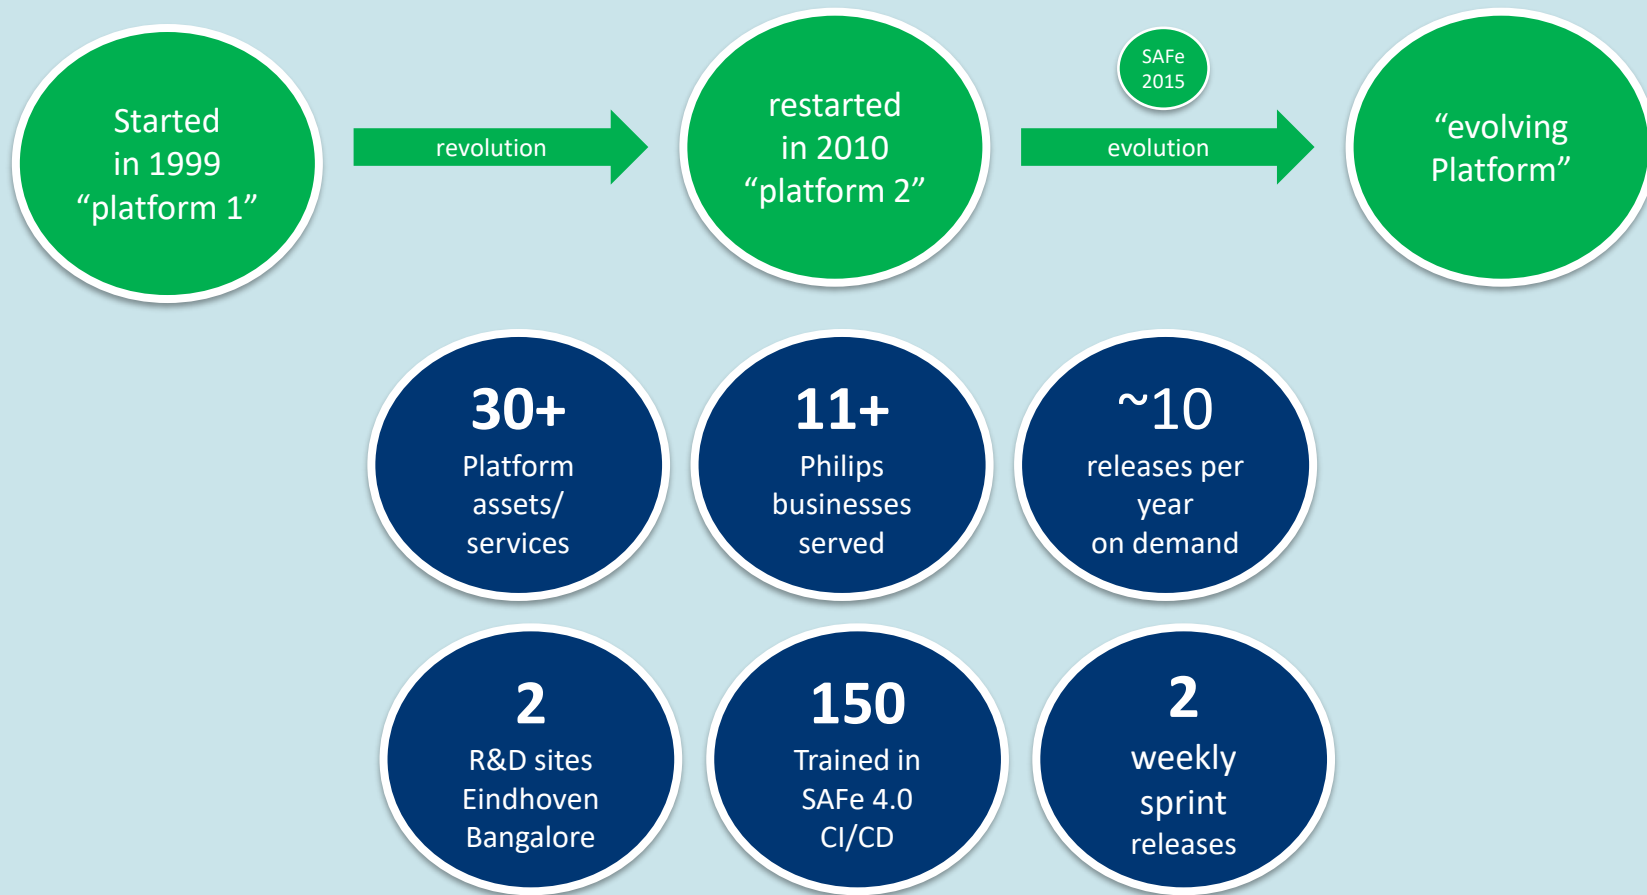 Started
in 1999
“platform 1”
revolution
restarted
in 2010
“platform 2”
SAFe
2015
evolution
“evolving
Platform”
30+
Platform
assets/
services
11+
Philips
businesses
served
~10
releases per
year
on demand
2
R&D sites
Eindhoven
Bangalore
150
Trained in
SAFe 4.0
CI/CD
2
weekly
sprint
releases